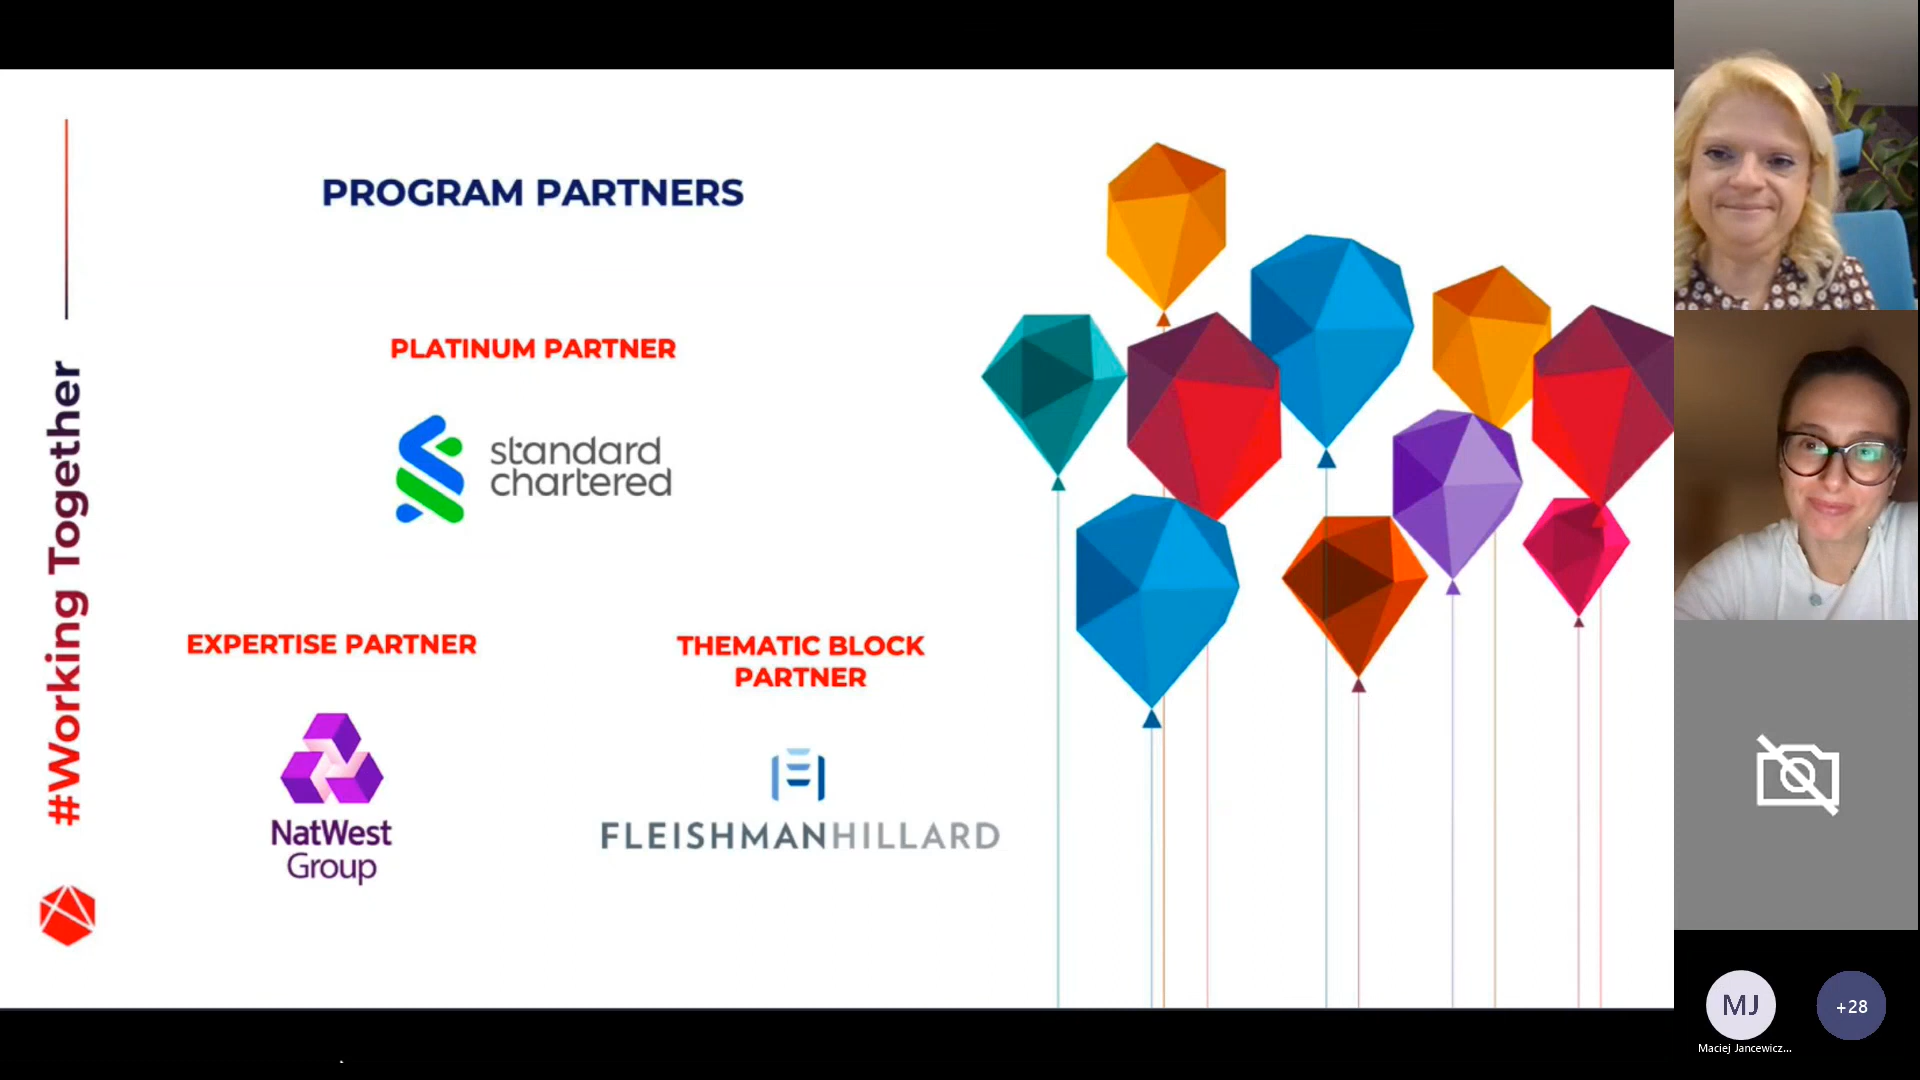 #Working Together
PROGRAM PARTNERS
PLATINUM PARTNER
standard
chartered
EXPERTISE PARTNER
NatWest
Group
THEMATIC BLOCK
PARTNER
FLEISHMANHILLARD
MJ
+28
Maciej Jancewicz...